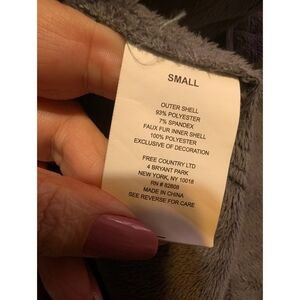 SMALL
OUTER SHELL
93% POLYESTER
7% SPANDEX
FAUX FUR INNER SHELL
100% POLYESTER
EXCLUSIVE OF DECORATION
FREE COUNTRY LTD
4 BRYANT PARK
NEW YORK, NY 10018
RN # 82808
MADE IN CHINA
SEE REVERSE FOR CARE